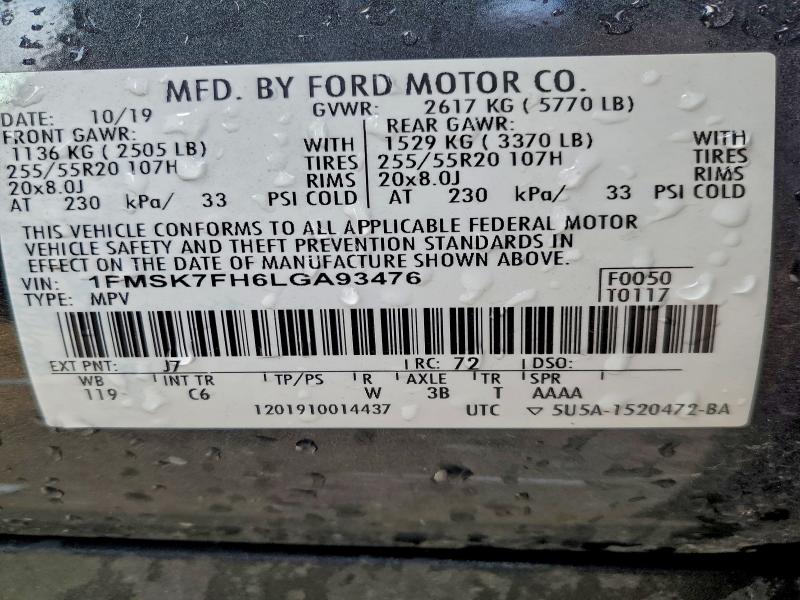 MFD. BY FORD MOTOR CO.
DATE: 10/19 GVWR: 2617 KG ( 5770 LB)
FRONT GAWR: REAR GAWR:
1136 KG ( 2505 LB) WITH 1529 KG ( 3370 LB) WITH
255/55R20 107H TIRES 255/55R20 107H TIRES
20x8.0J RIMS 20x8.0J RIMS
AT 230 kPa/ 33 PSI COLD AT 230 kPa/ 33 PSI COLD
THIS VEHICLE CONFORMS TO ALL APPLICABLE FEDERAL MOTOR
VEHICLE SAFETY AND THEFT PREVENTION STANDARDS IN
EFFECT ON THE DATE OF MANUFACTURE SHOWN ABOVE.
VIN: 1FMSK7FH6LGA93476 F0050
TYPE: MPV T0117
EXT PNT: J7 RC: 72 DSO:
WB INT TR TP/PS R AXLE TR SPR
119 C6 W 3B T AAAA
1201910014437 UTC ▽ 5U5A-1520472-BA